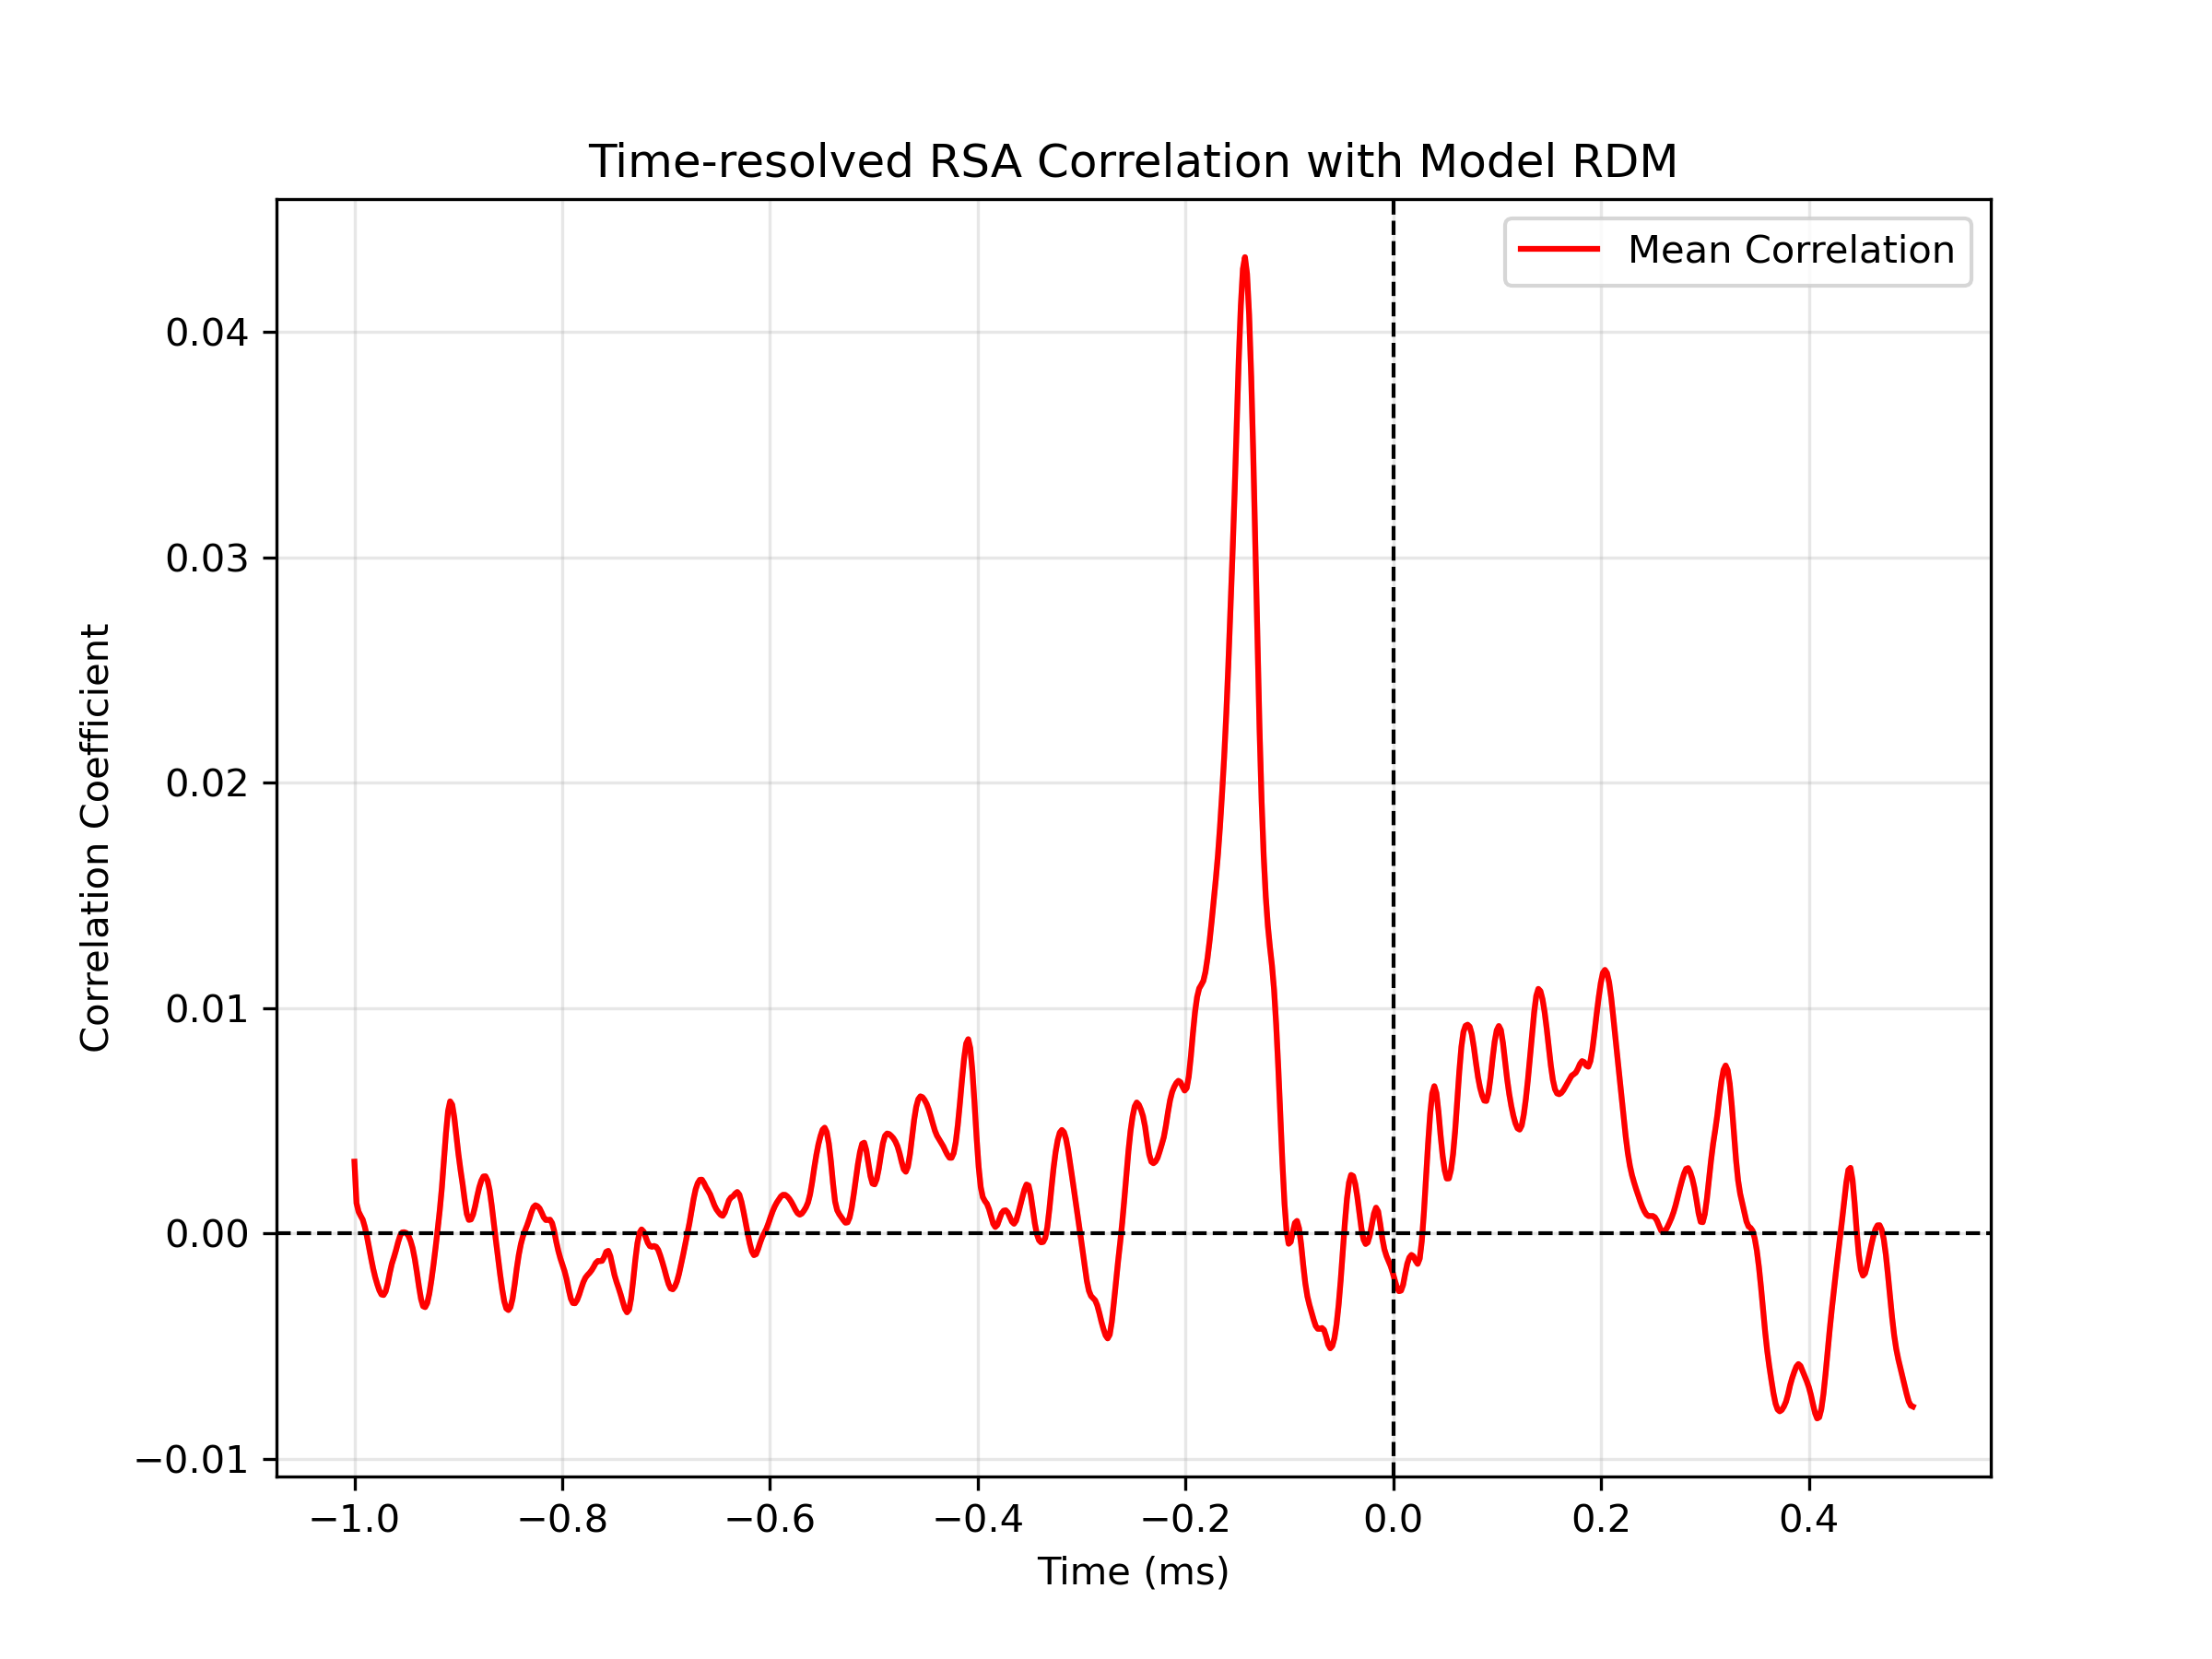 Time-resolved RSA Correlation with Model RDM
Mean Correlation
Correlation Coefficient
0.04
0.03
0.02
0.01
0.00
−0.01
−1.0 −0.8 −0.6 −0.4 −0.2 0.0 0.2 0.4
Time (ms)